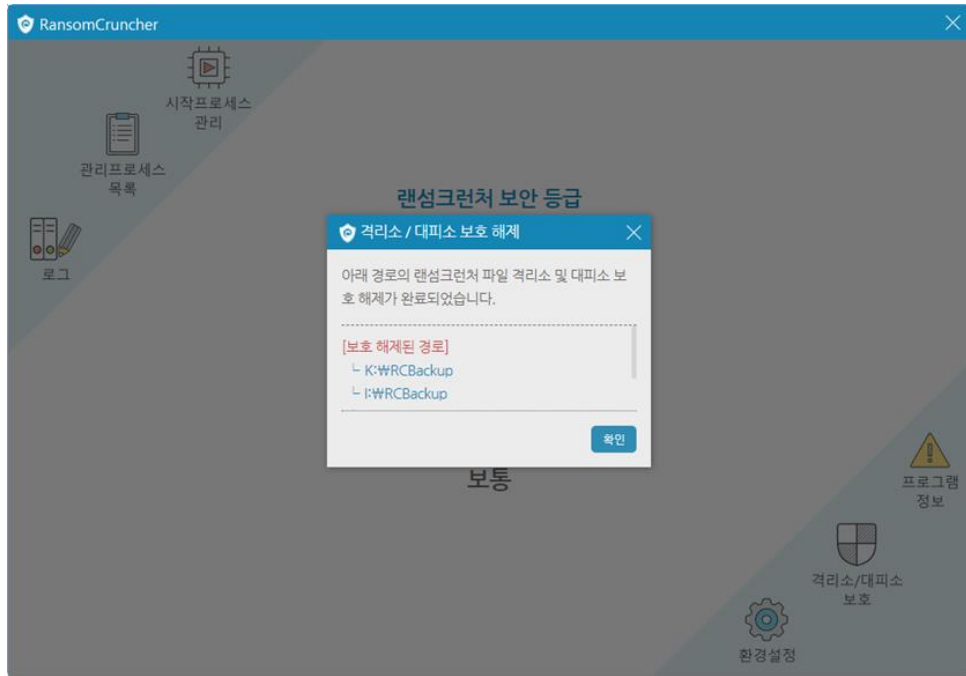 RansomCruncher
시작프로세스
관리
관리프로세스
목록
로그
랜섬크런처 보안 등급
격리소 / 대피소 보호 해제
아래 경로의 랜섬크런처 파일 격리소 및 대피소 보
호 해제가 완료되었습니다.
[보호 해제된 경로]
└ K:₩RCBackup
└ I:₩RCBackup
확인
보통
프로그램
정보
격리소/대피소
보호
환경설정